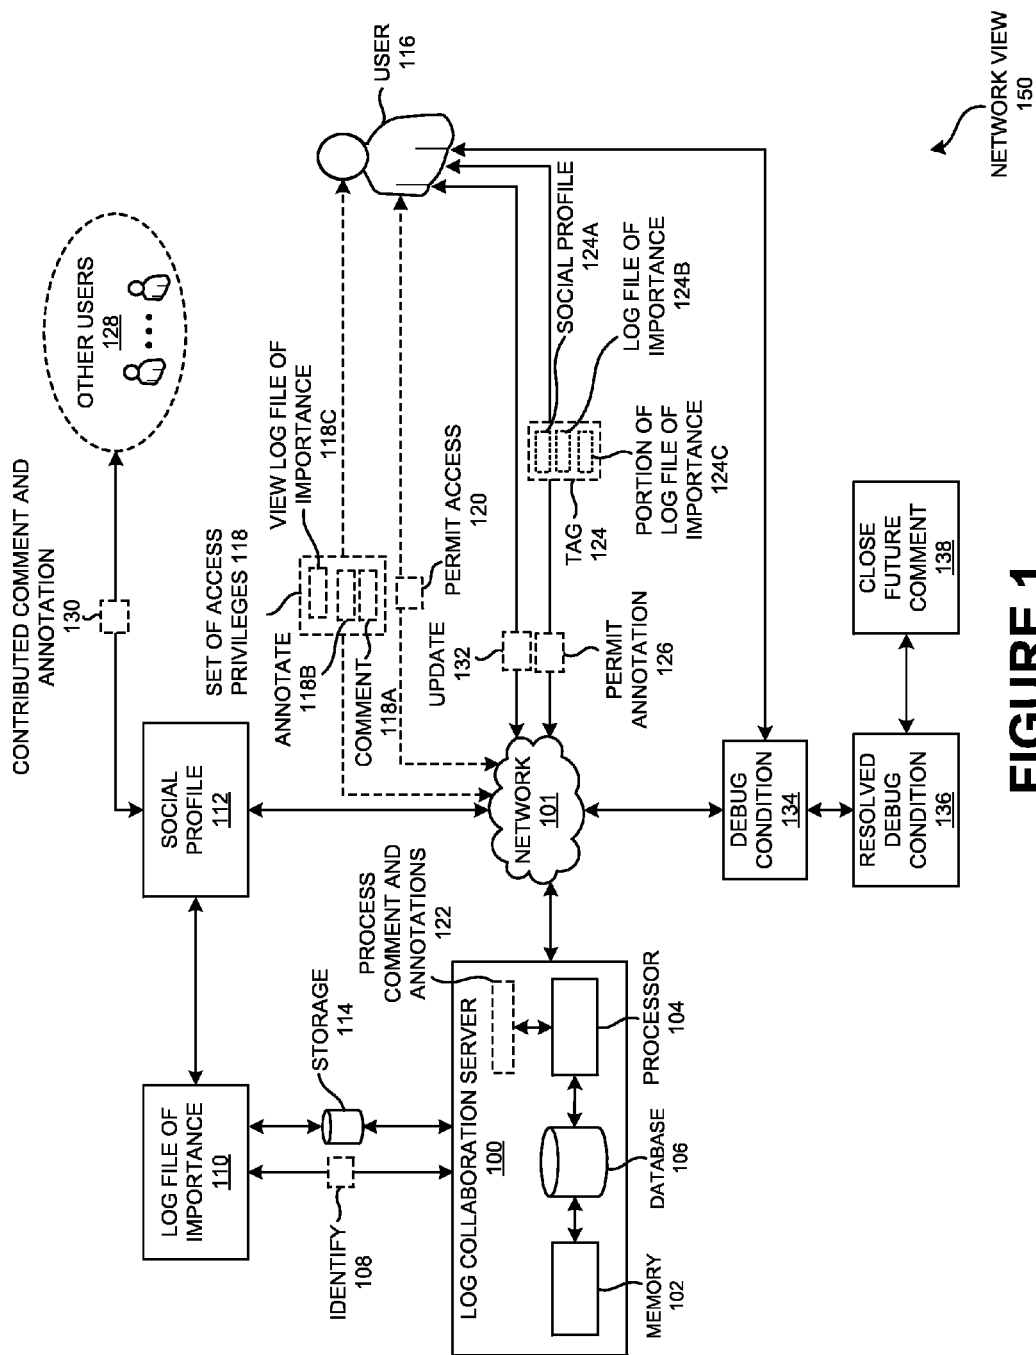 CONTRIBUTED COMMENT AND
ANNOTATION
130
OTHER USERS
128
SOCIAL
PROFILE
112
LOG FILE OF
IMPORTANCE
110
SET OF ACCESS
PRIVILEGES 118
VIEW LOG FILE OF
IMPORTANCE
118C
ANNOTATE
118B
COMMENT
118A
PERMIT ACCESS
120
USER
116
IDENTIFY
108
STORAGE
114
PROCESS
COMMENT AND
ANNOTATIONS
122
NETWORK
101
UPDATE
132
PERMIT
ANNOTATION
126
TAG
124
SOCIAL PROFILE
124A
LOG FILE OF
IMPORTANCE
124B
PORTION OF
LOG FILE OF
IMPORTANCE
124C
LOG COLLABORATION SERVER
100
MEMORY
102
DATABASE
106
PROCESSOR
104
DEBUG
CONDITION
134
RESOLVED
DEBUG
CONDITION
136
CLOSE
FUTURE
COMMENT
138
NETWORK VIEW
150
FIGURE 1